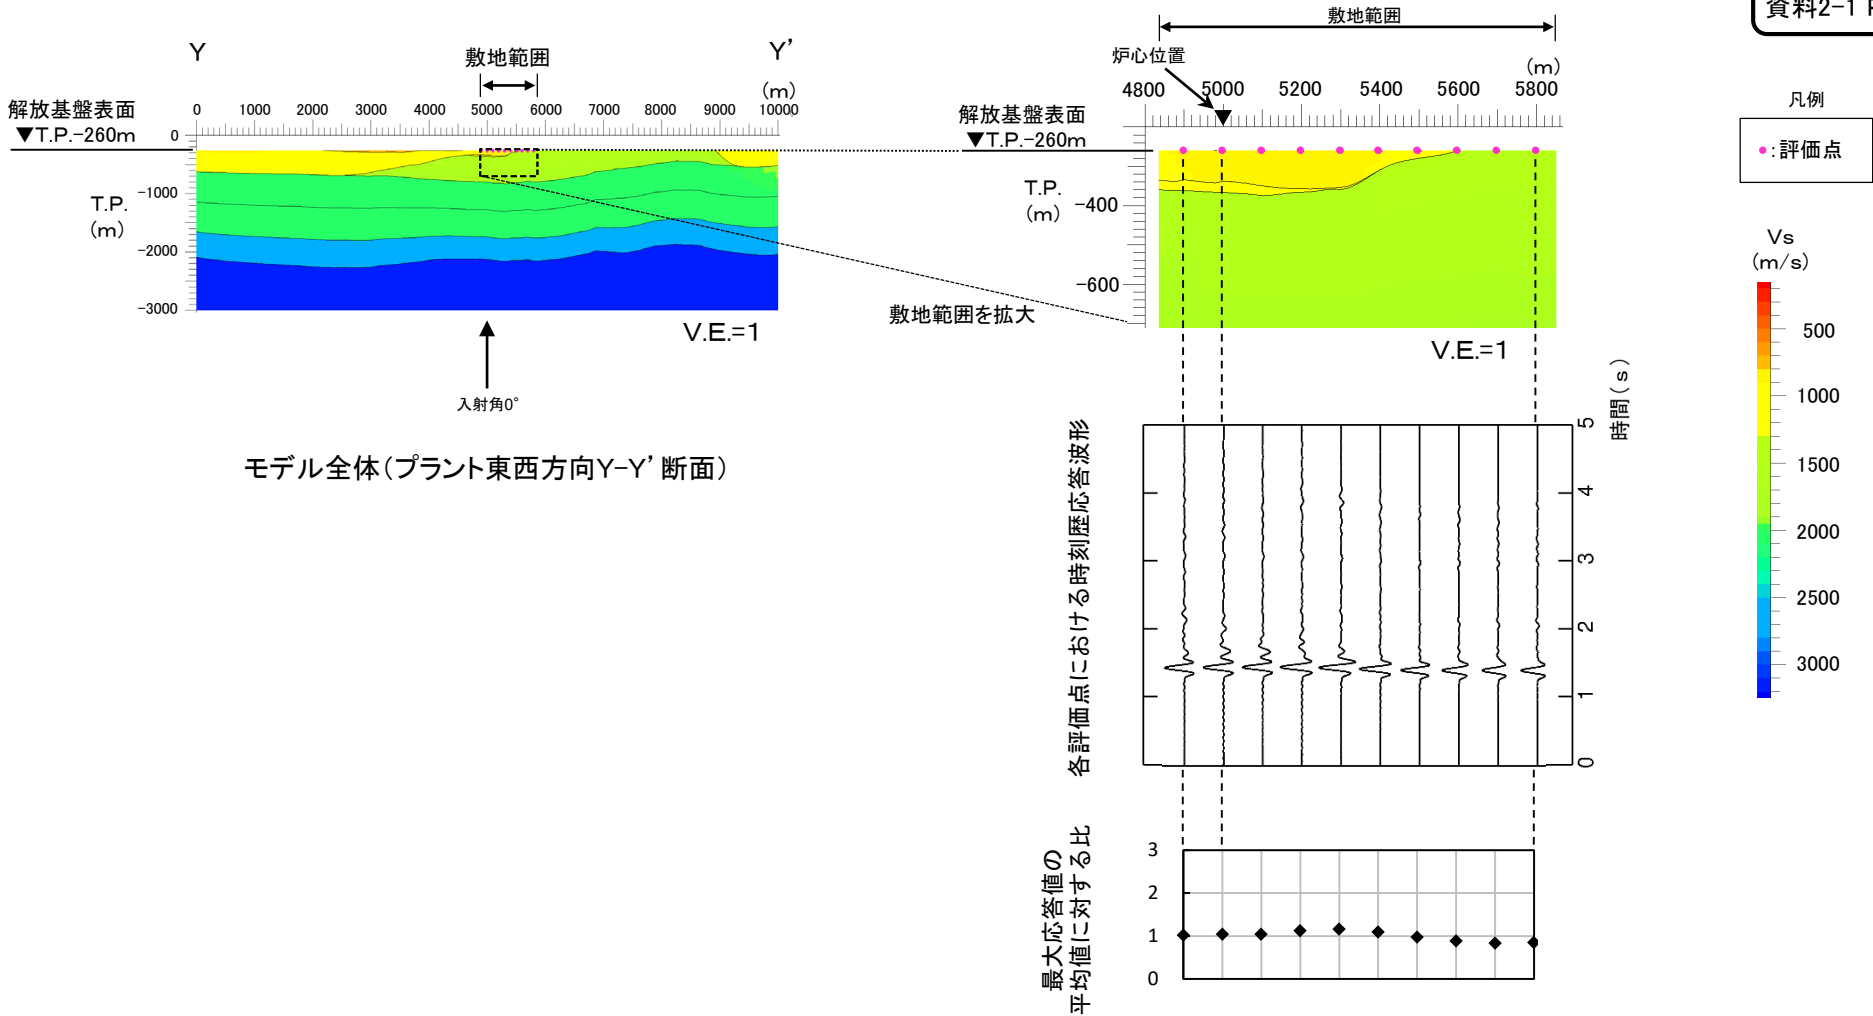 資料2-1
Y
Y’
敷地範囲
(m)
0 1000 2000 3000 4000 5000 6000 7000 8000 9000 10000
解放基盤表面
▼T.P.-260m
0
-1000
-2000
-3000
T.P.
(m)
V.E.=1
入射角0°
モデル全体(プラント東西方向Y-Y’断面)
敷地範囲
炉心位置
(m)
4800 5000 5200 5400 5600 5800
解放基盤表面
▼T.P.-260m
T.P.
(m)
-400
-600
敷地範囲を拡大
V.E.=1
凡例
:評価点
Vs
(m/s)
500
1000
1500
2000
2500
3000
各評価点における時刻歴応答波形
時間(s)
5
4
3
2
1
0
最大応答値の
平均値に対する比
3
2
1
0